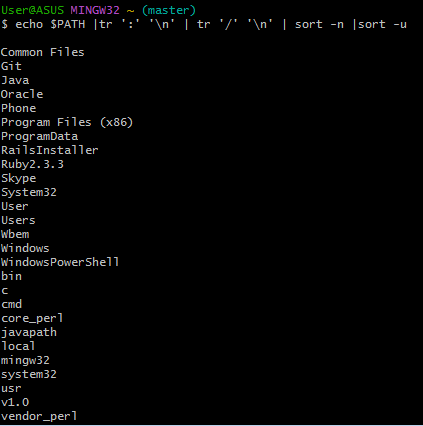 User@ASUS MINGW32 ~ (master)
$ echo $PATH |tr ':' '\n' | tr '/' '\n' | sort -n |sort -u

Common Files
Git
Java
Oracle
Phone
Program Files (x86)
ProgramData
RailsInstaller
Ruby2.3.3
Skype
System32
User
Users
Wbem
Windows
WindowsPowerShell
bin
c
cmd
core_perl
javapath
local
mingw32
system32
usr
v1.0
vendor_perl